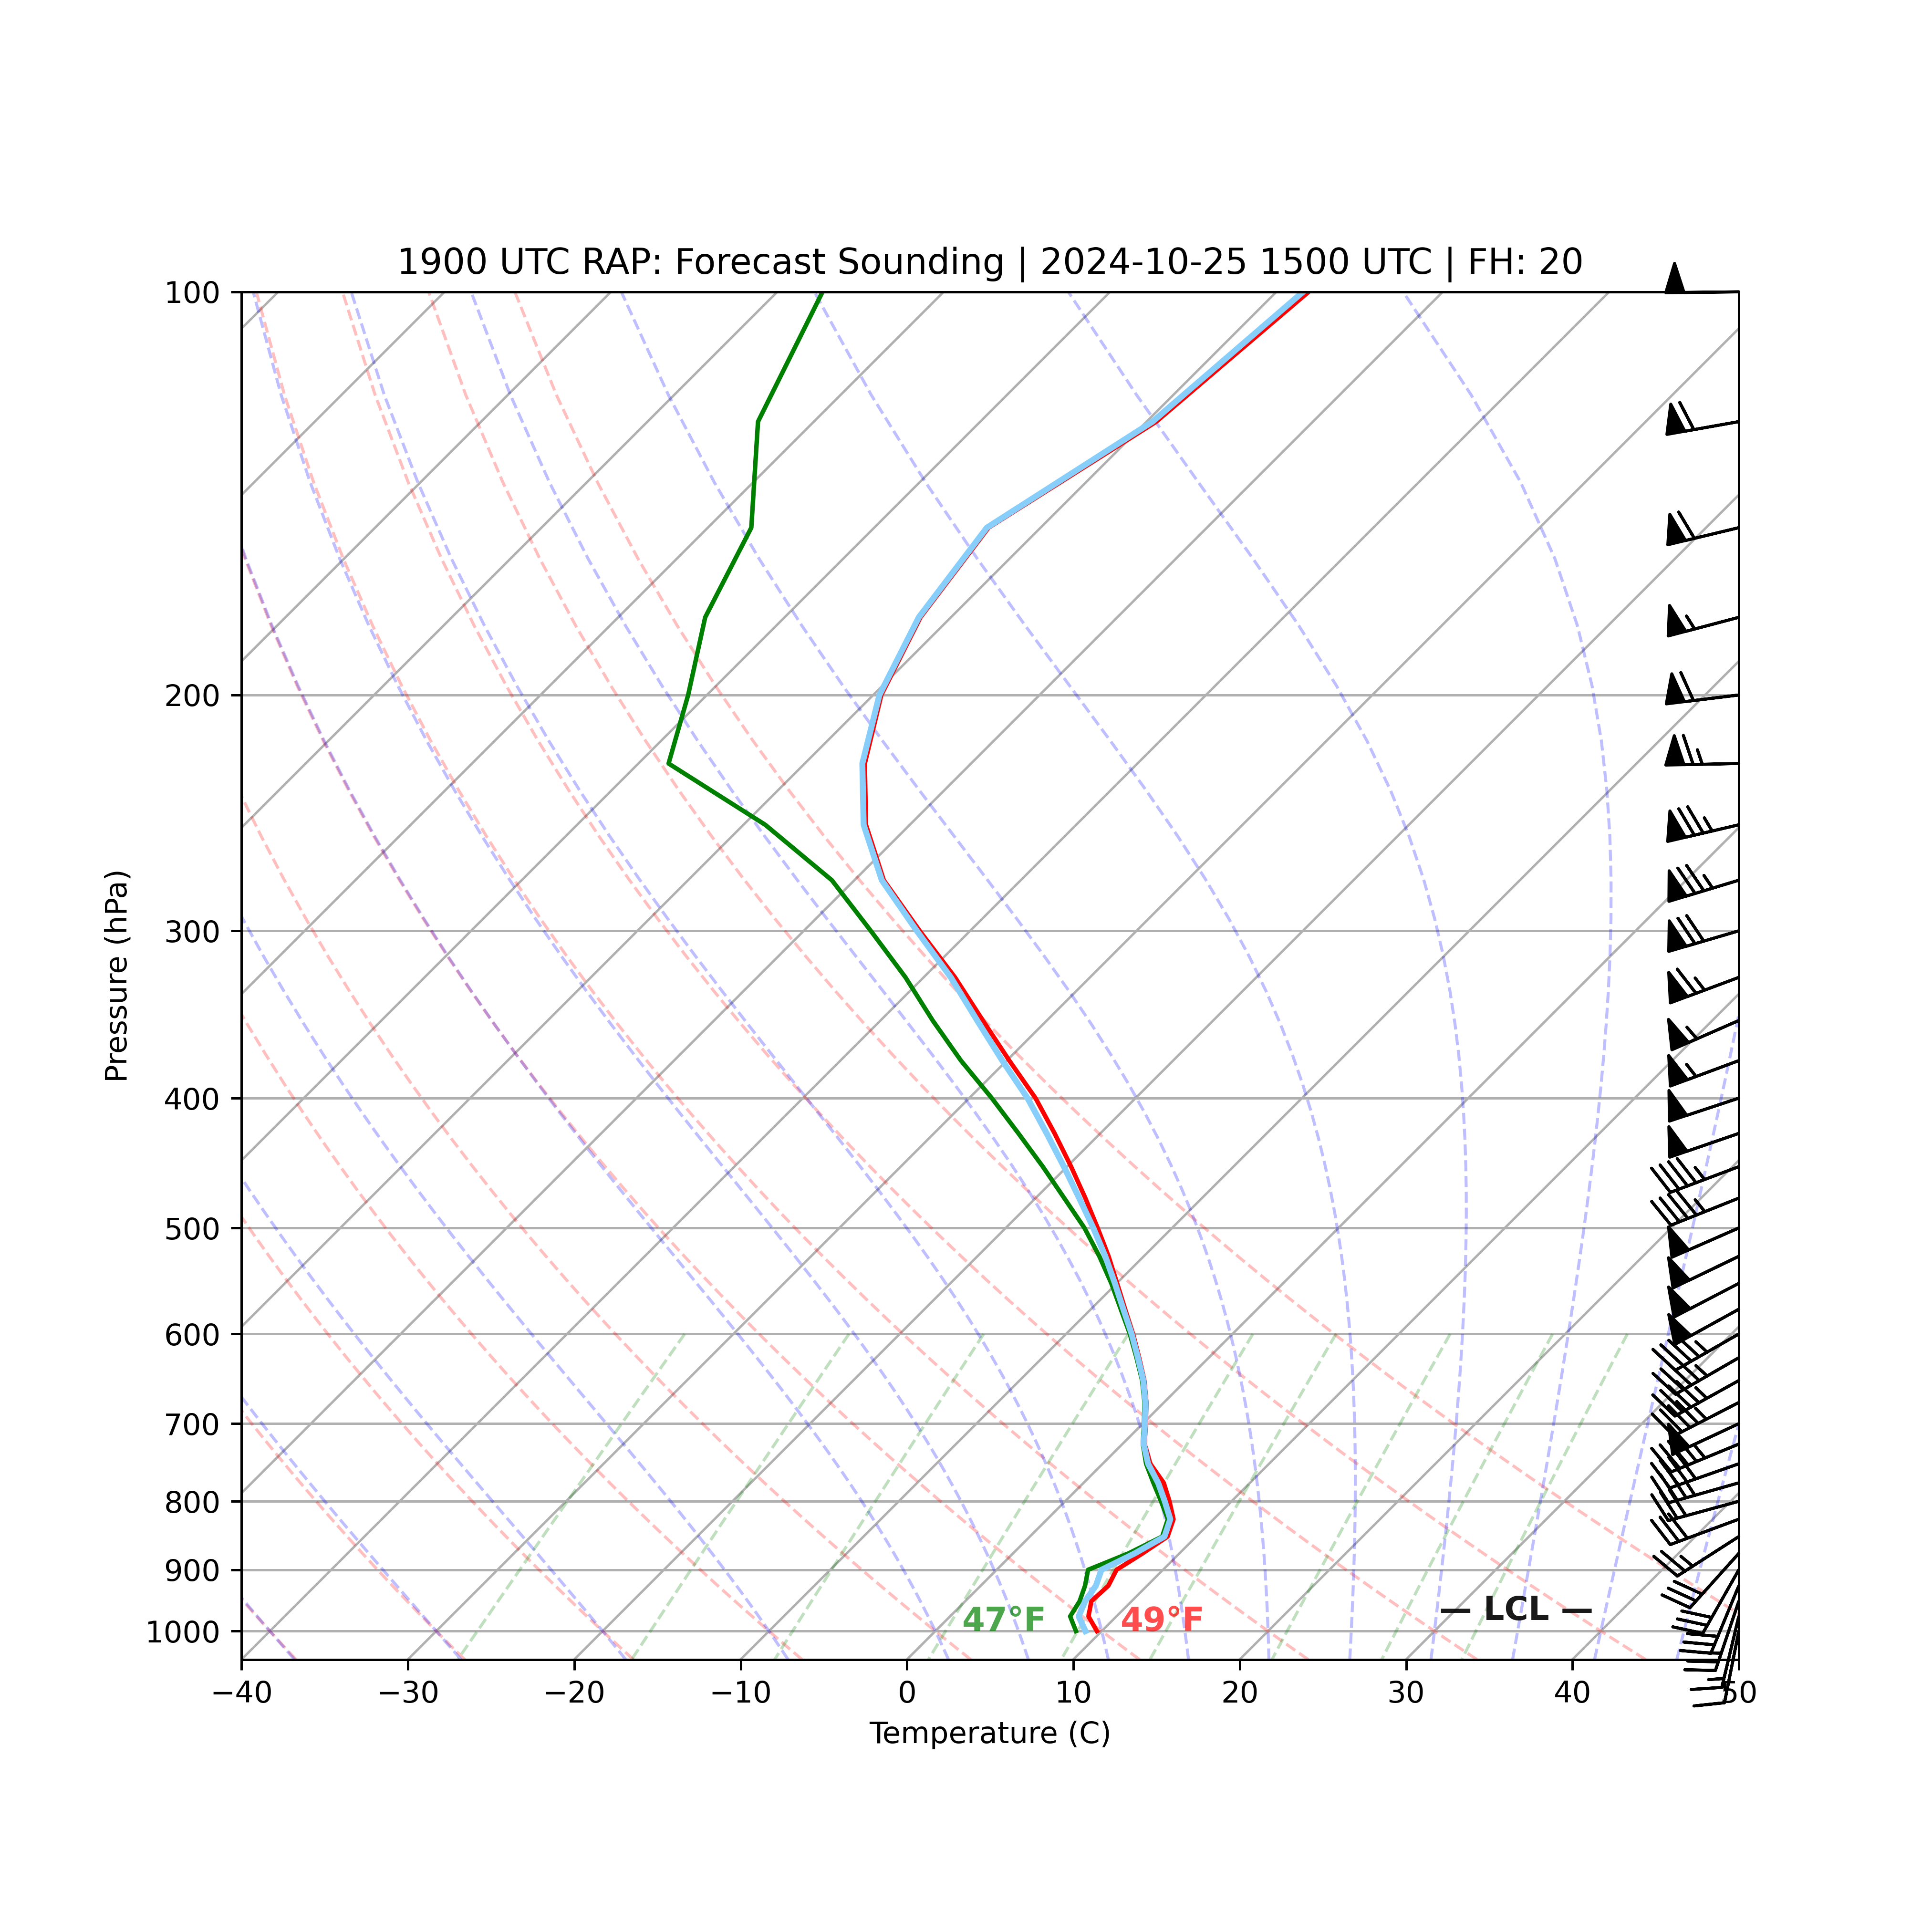 1900 UTC RAP: Forecast Sounding | 2024-10-25 1500 UTC | FH: 20
100
200
300
400
500
600
700
800
900
1000
Pressure (hPa)
47°F
49°F
— LCL —
−40 −30 −20 −10 0 10 20 30 40 50
Temperature (C)